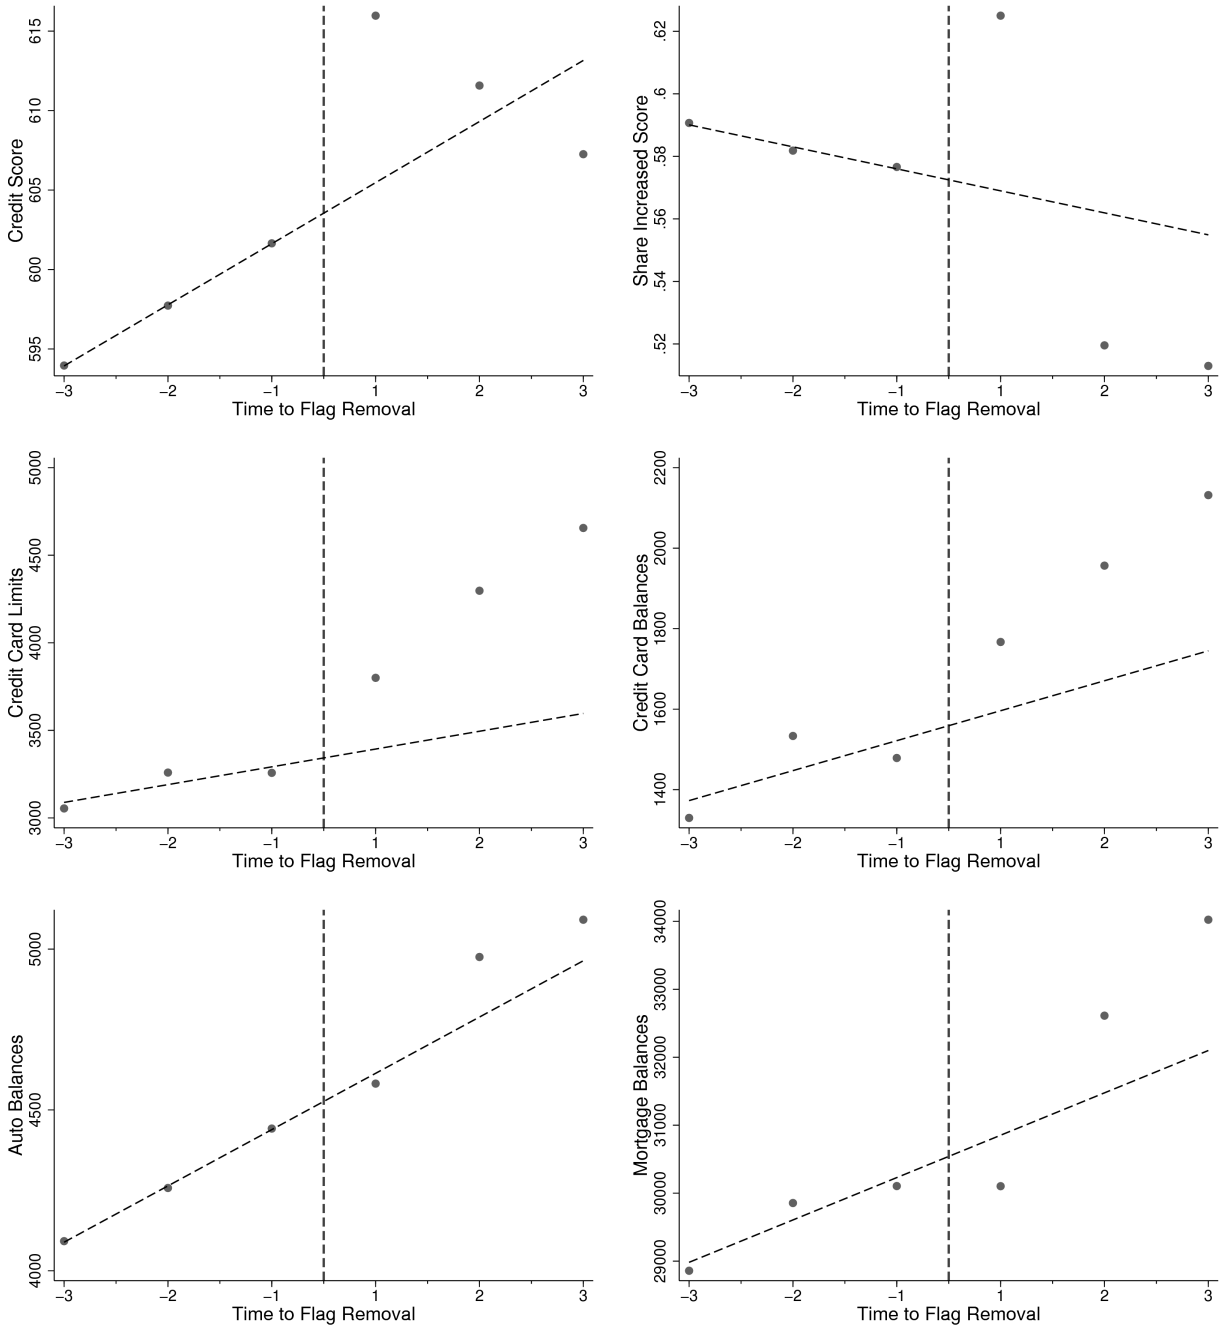 Credit Score
615
610
605
600
595
−3 −2 −1 1 2 3
Time to Flag Removal
Share Increased Score
.62
.6
.58
.56
.54
.52
−3 −2 −1 1 2 3
Time to Flag Removal
Credit Card Limits
5000
4500
4000
3500
3000
−3 −2 −1 1 2 3
Time to Flag Removal
Credit Card Balances
2200
2000
1800
1600
1400
−3 −2 −1 1 2 3
Time to Flag Removal
Auto Balances
5000
4500
4000
−3 −2 −1 1 2 3
Time to Flag Removal
Mortgage Balances
34000
33000
32000
31000
30000
29000
−3 −2 −1 1 2 3
Time to Flag Removal